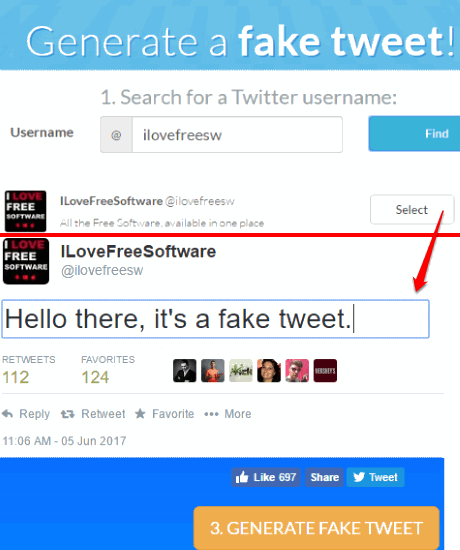 Generate a fake tweet!
1. Search for a Twitter username:
Username @ ilovefreesw Find
I LOVE
FREE
SOFTWARE
ILoveFreeSoftware @ilovefreesw
All the Free Software, available in one place
Select
I LOVE
FREE
SOFTWARE
ILoveFreeSoftware
@ilovefreesw
Hello there, it's a fake tweet.
RETWEETS FAVORITES
112 124
HERSHEY'S
Reply Retweet Favorite More
11:06 AM - 05 Jun 2017
Like 697 Share Tweet
3. GENERATE FAKE TWEET